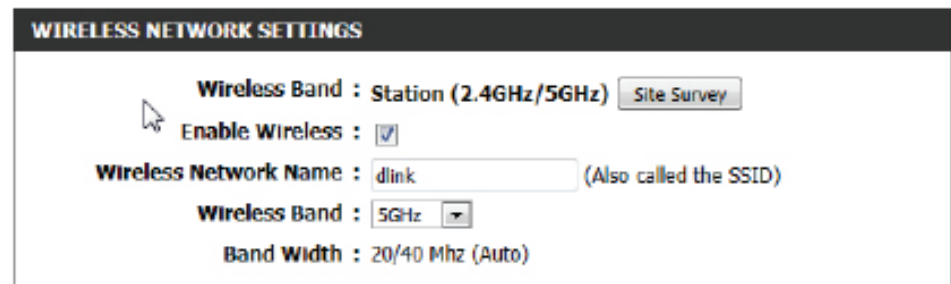 WIRELESS NETWORK SETTINGS
Wireless Band : Station (2.4GHz/5GHz) Site Survey
Enable Wireless :
Wireless Network Name : dlink (Also called the SSID)
Wireless Band : 5GHz
Band Width : 20/40 Mhz (Auto)